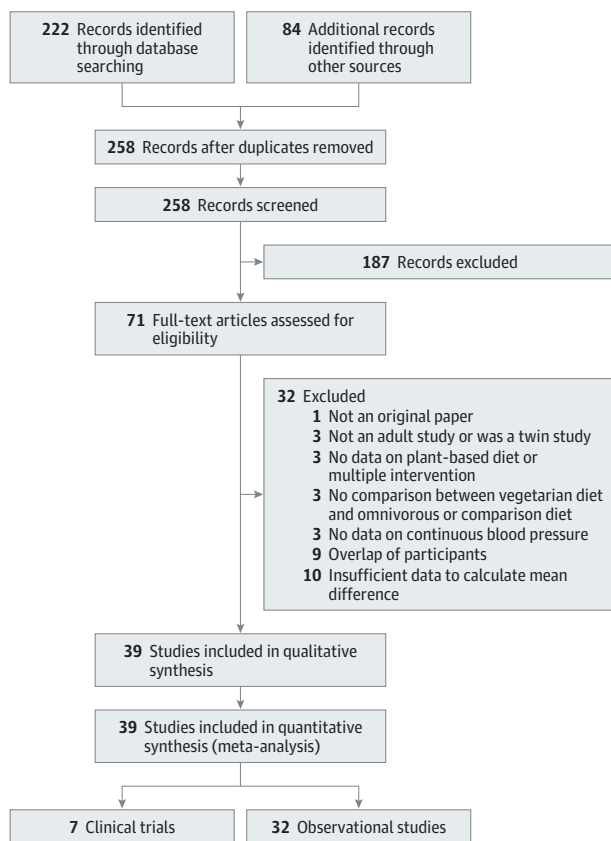 222 Records identified
through database
searching
84 Additional records
identified through
other sources
258 Records after duplicates removed
258 Records screened
187 Records excluded
71 Full-text articles assessed for
eligibility
32 Excluded
1 Not an original paper
3 Not an adult study or was a twin study
3 No data on plant-based diet or
multiple intervention
3 No comparison between vegetarian diet
and omnivorous or comparison diet
3 No data on continuous blood pressure
9 Overlap of participants
10 Insufficient data to calculate mean
difference
39 Studies included in qualitative
synthesis
39 Studies included in quantitative
synthesis (meta-analysis)
7 Clinical trials
32 Observational studies